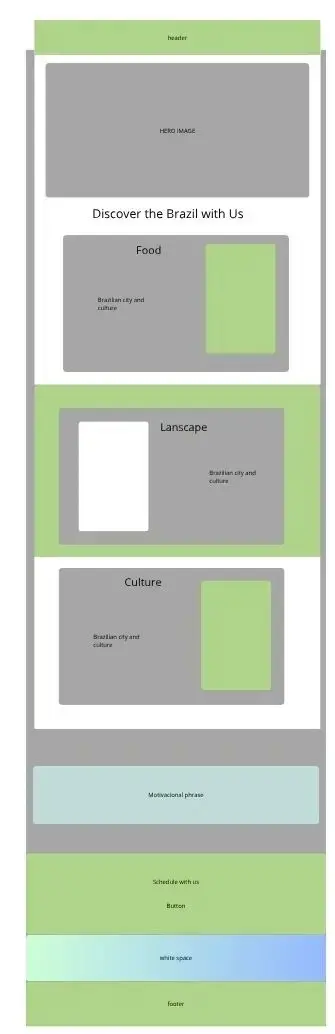 header
HERO IMAGE
Discover the Brazil with Us
Food
Brazilian city and
culture
Lanscape
Brazilian city and
culture
Culture
Brazilian city and
culture
Motivacional phrase
Schedule with us
Button
white space
footer